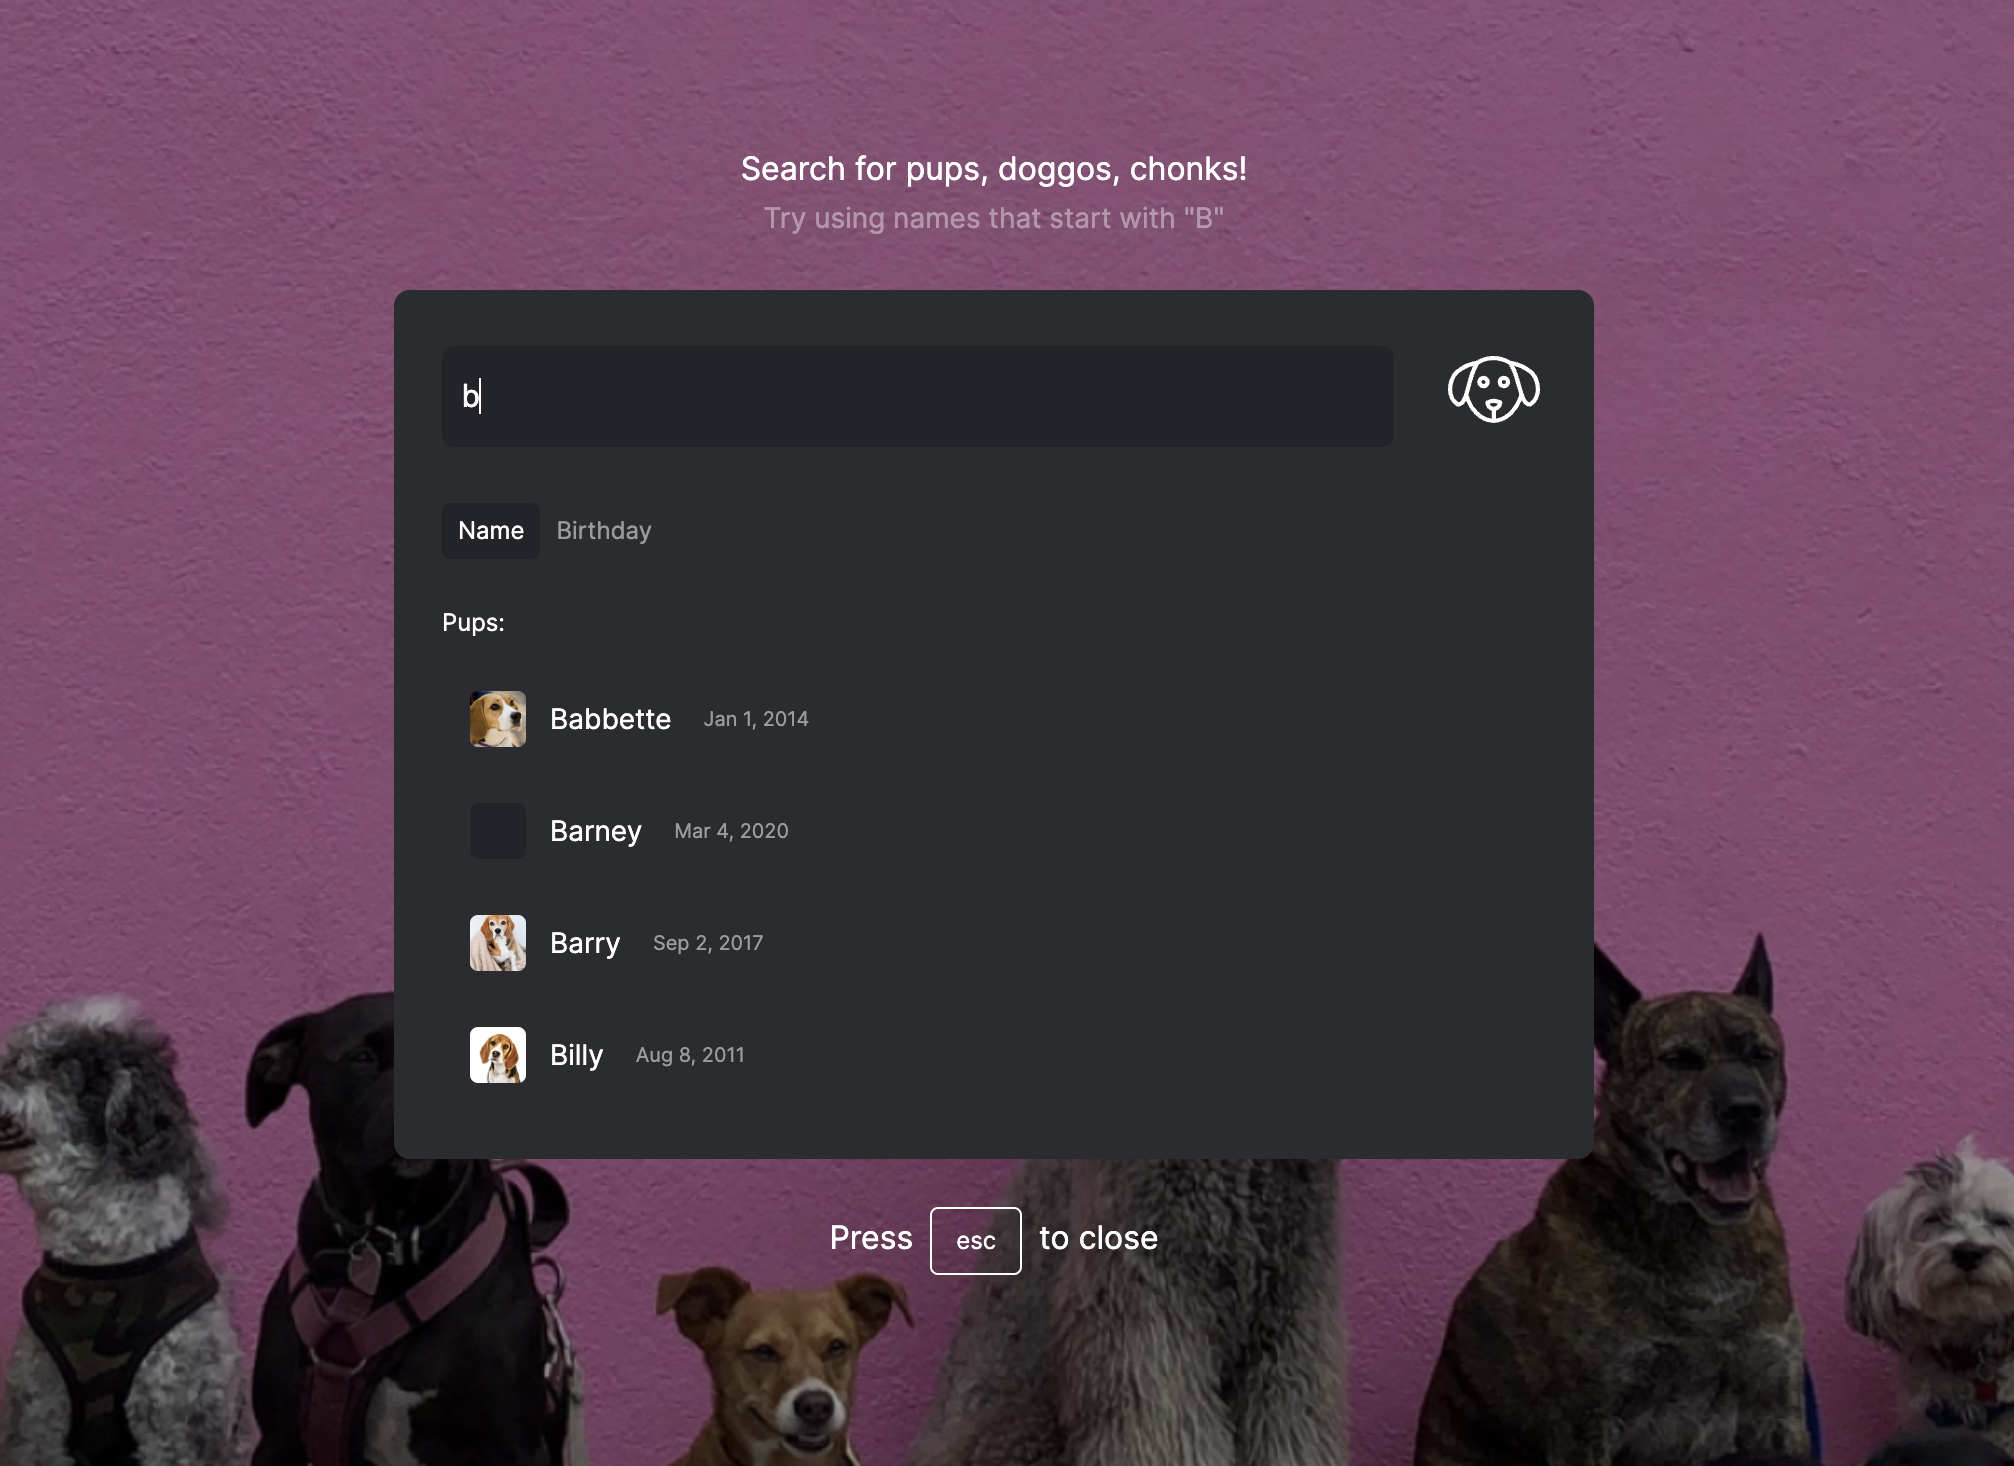 Search for pups, doggos, chonks!
Try using names that start with "B"
b
Name Birthday
Pups:
Babbette Jan 1, 2014
Barney Mar 4, 2020
Barry Sep 2, 2017
Billy Aug 8, 2011
Press esc to close